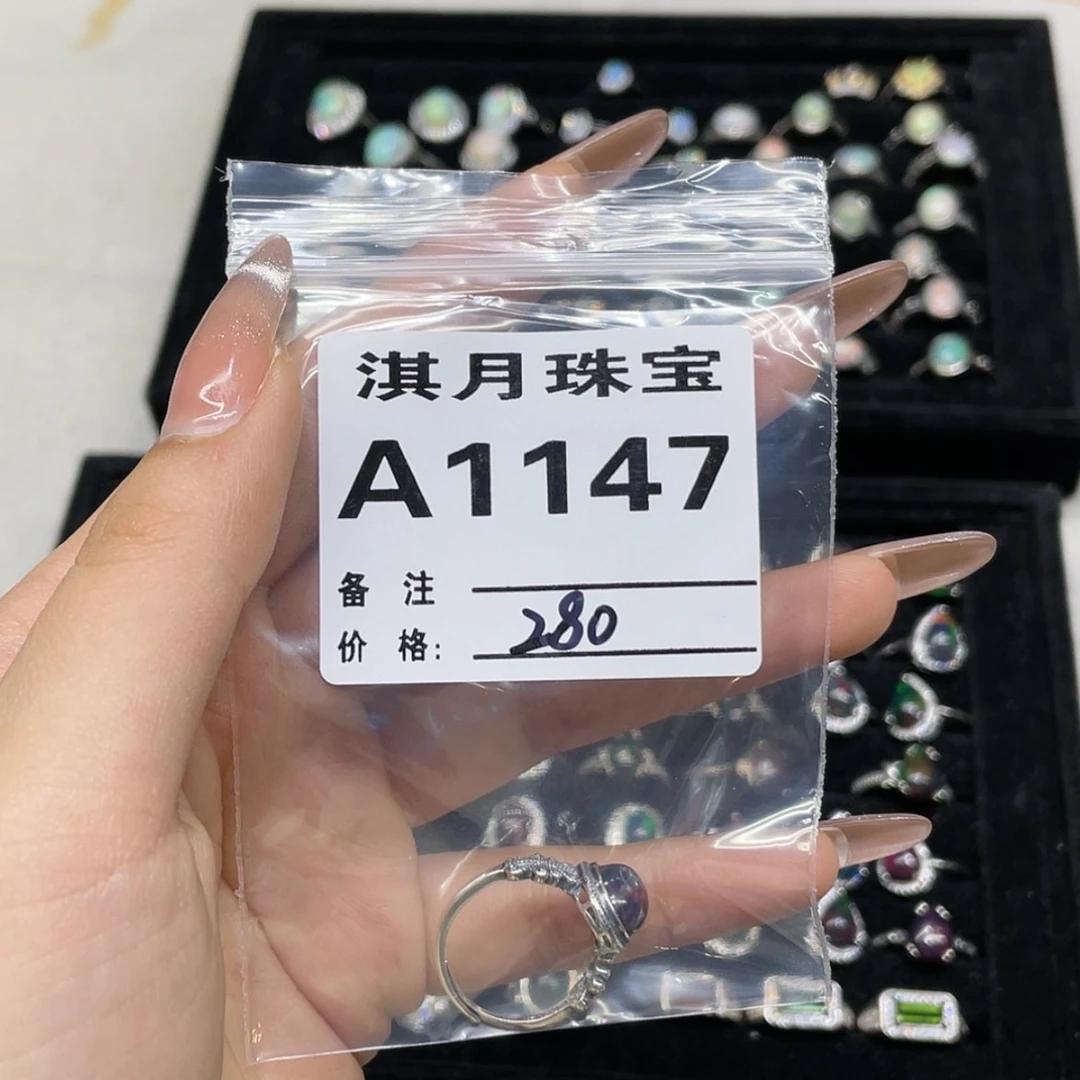 淇月珠宝
A1147
备 注
价 格: 280